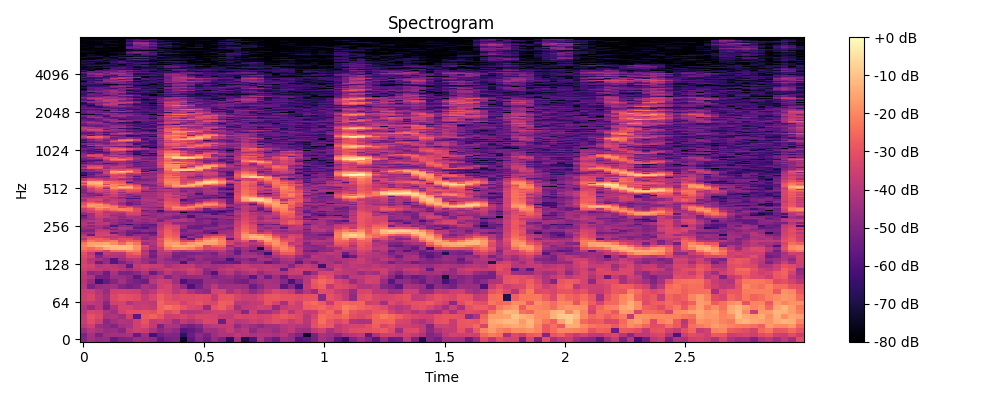 Spectrogram
+0 dB
4096
-10 dB
2048
-20 dB
1024
-30 dB
Hz
512
-40 dB
256
-50 dB
128
-60 dB
64
-70 dB
0
-80 dB
0 0.5 1 1.5 2 2.5
Time